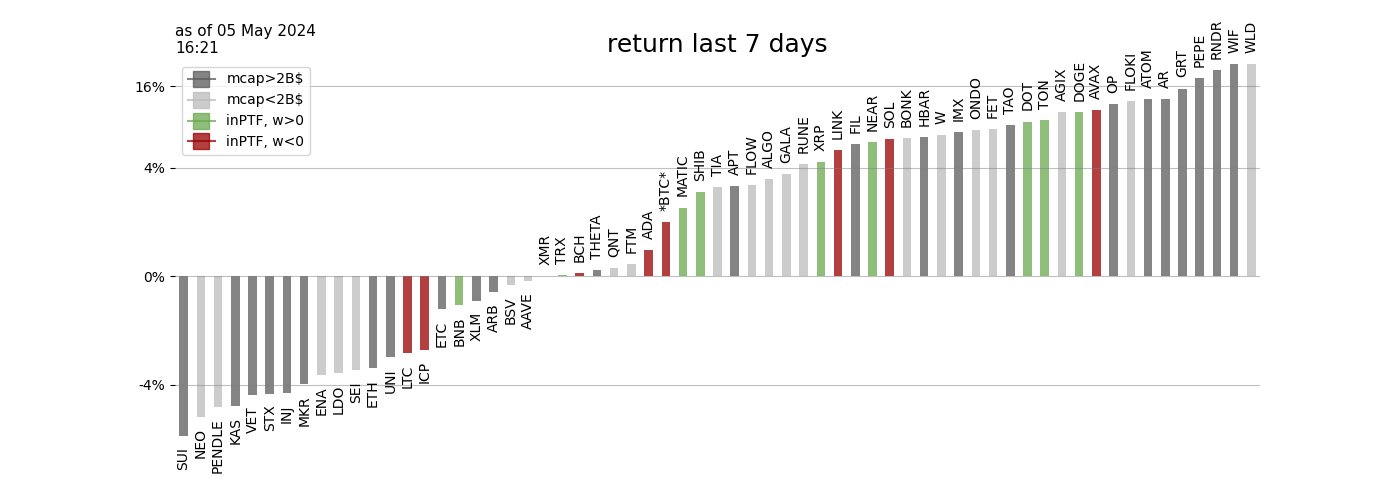 as of 05 May 2024
16:21
return last 7 days
mcap>2B$
mcap<2B$
inPTF, w>0
inPTF, w<0
16%
4%
0%
-4%
SUI
NEO
PENDLE
KAS
VET
STX
INJ
MKR
ENA
LDO
SEI
ETH
UNI
LTC
ICP
ETC
BNB
XLM
ARB
BSV
AAVE
XMR
TRX
BCH
THETA
QNT
FTM
ADA
*BTC*
MATIC
SHIB
TIA
APT
FLOW
ALGO
GALA
RUNE
XRP
LINK
FIL
NEAR
SOL
BONK
HBAR
W
IMX
ONDO
FET
TAO
DOT
TON
AGIX
DOGE
AVAX
OP
FLOKI
ATOM
AR
GRT
PEPE
RNDR
WIF
WLD